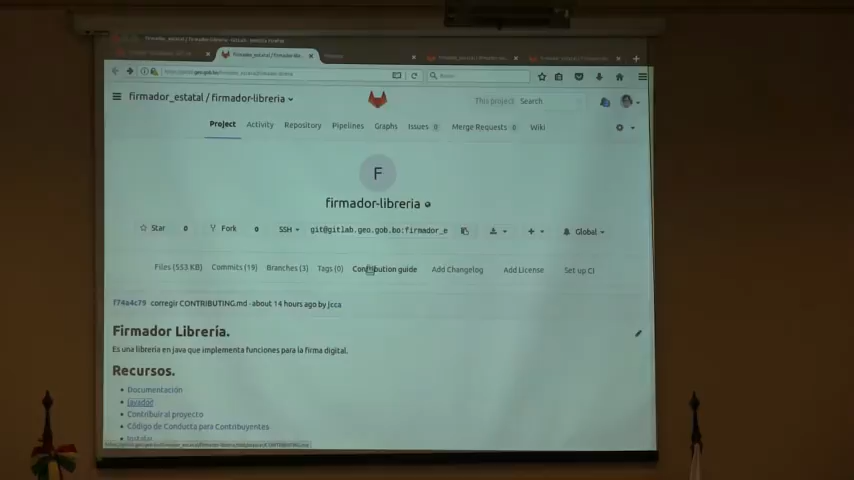 firmador_estatal / firmador-libreria
This project Search
Project Activity Repository Pipelines Graphs Issues 0 Merge Requests 0 Wiki
F
firmador-libreria
Star 0 Fork 0 SSH git@gitlab.geo.gob.bo:firmador_e Global
Files (553 KB) Commits (19) Branches (3) Tags (0) Contribution guide Add Changelog Add License Set up CI
f74a4c79 corregir CONTRIBUTING.md - about 14 hours ago by jcca
Firmador Librería.
Es una librería en java que implementa funciones para la firma digital.
Recursos.
Documentación
Javadoc
Contribuir al proyecto
Código de Conducta para Contribuyentes
Instalar